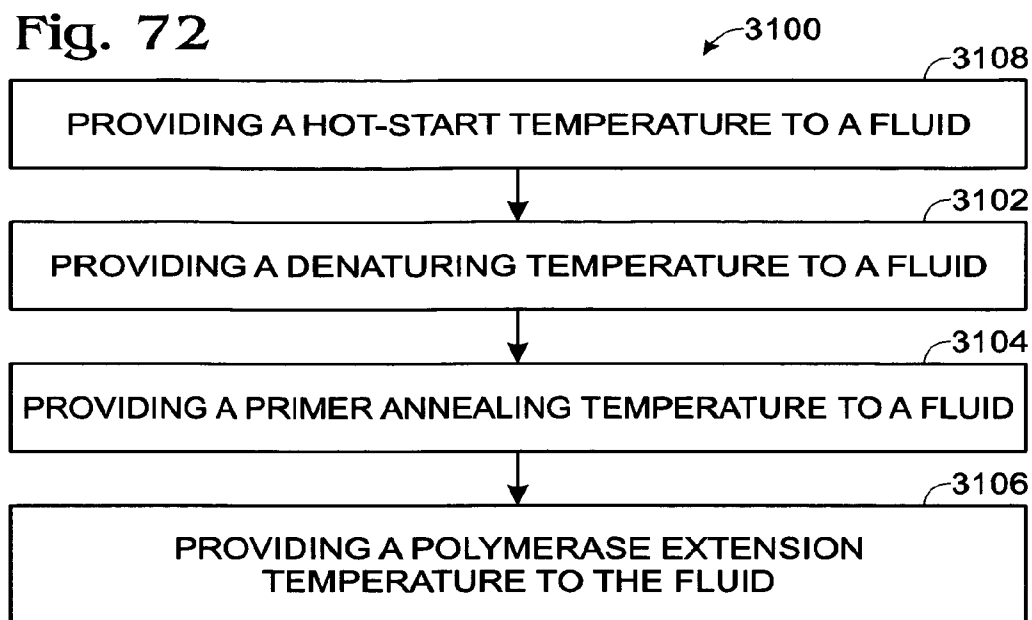 Fig. 72
3100
3108
PROVIDING A HOT-START TEMPERATURE TO A FLUID
3102
PROVIDING A DENATURING TEMPERATURE TO A FLUID
3104
PROVIDING A PRIMER ANNEALING TEMPERATURE TO A FLUID
3106
PROVIDING A POLYMERASE EXTENSION
TEMPERATURE TO THE FLUID